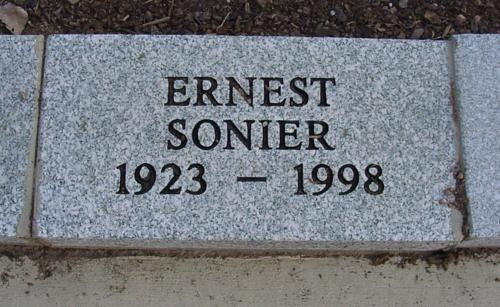 ERNEST
SONIER
1923 – 1998